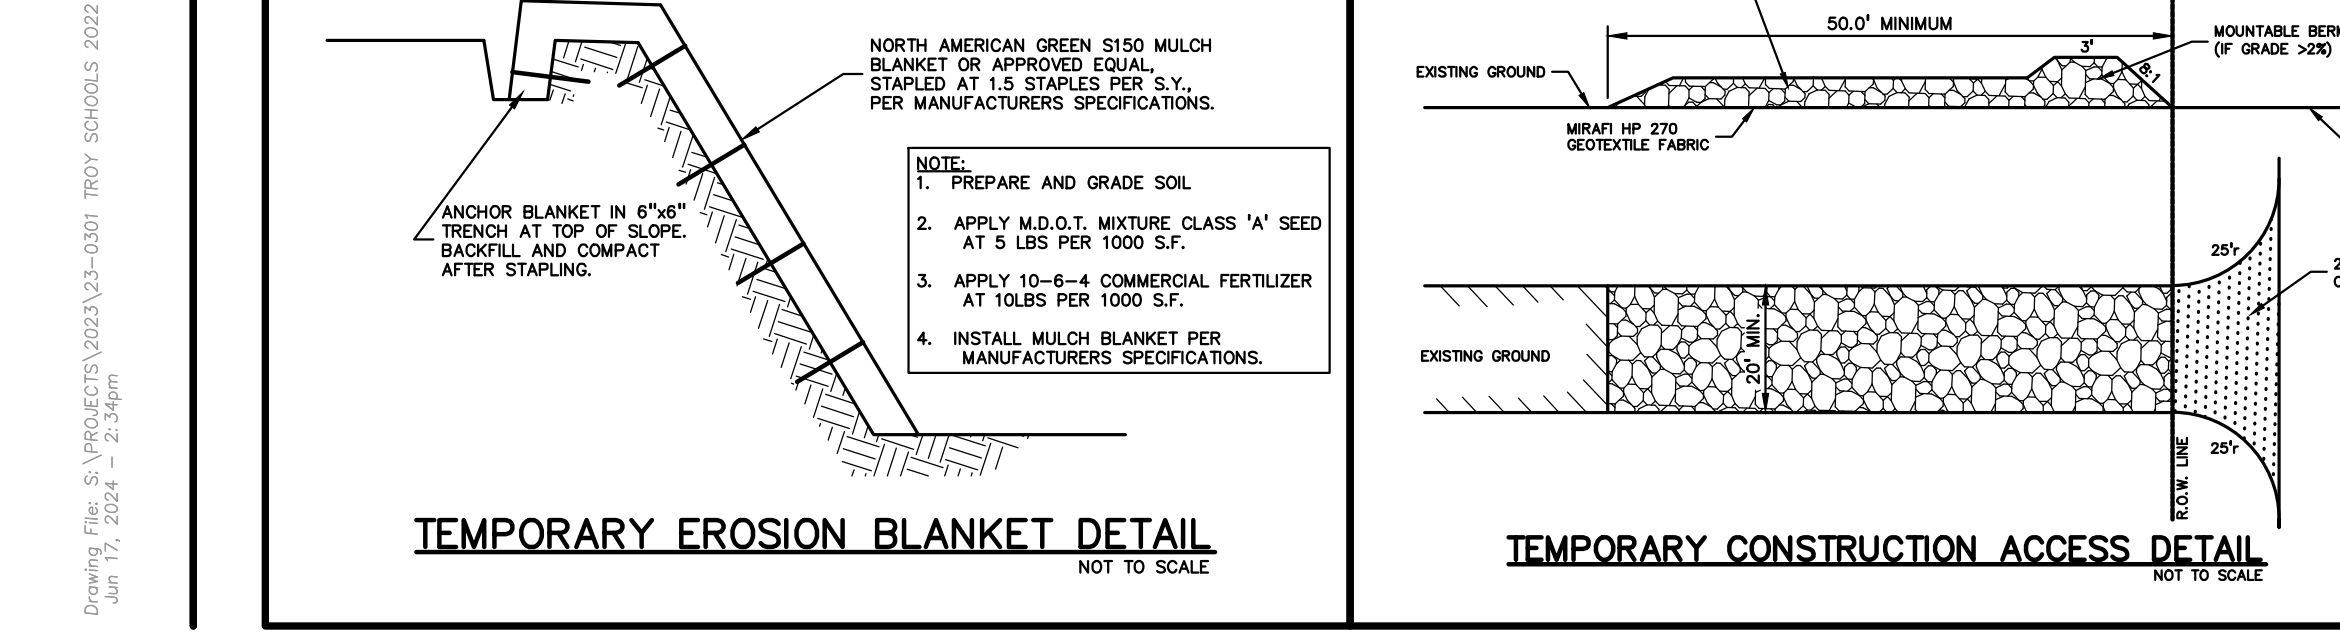 Drawing File: S:\PROJECTS\2023\23-0301 TROY SCHOOLS 2022
Jun 17, 2024 - 2:34pm
NORTH AMERICAN GREEN S150 MULCH
BLANKET OR APPROVED EQUAL,
STAPLED AT 1.5 STAPLES PER S.Y.,
PER MANUFACTURERS SPECIFICATIONS.
ANCHOR BLANKET IN 6"x6"
TRENCH AT TOP OF SLOPE.
BACKFILL AND COMPACT
AFTER STAPLING.
NOTE:
1. PREPARE AND GRADE SOIL
2. APPLY M.D.O.T. MIXTURE CLASS 'A' SEED
AT 5 LBS PER 1000 S.F.
3. APPLY 10-6-4 COMMERCIAL FERTILIZER
AT 10LBS PER 1000 S.F.
4. INSTALL MULCH BLANKET PER
MANUFACTURERS SPECIFICATIONS.
TEMPORARY EROSION BLANKET DETAIL
NOT TO SCALE
50.0' MINIMUM
MOUNTABLE
(IF GRADE >2%)
3'
8:1
EXISTING GROUND
MIRAFI HP 270
GEOTEXTILE FABRIC
25'r
20' MIN.
EXISTING GROUND
25'r
R.O.W. LINE
TEMPORARY CONSTRUCTION ACCESS DETAIL
NOT TO SCALE